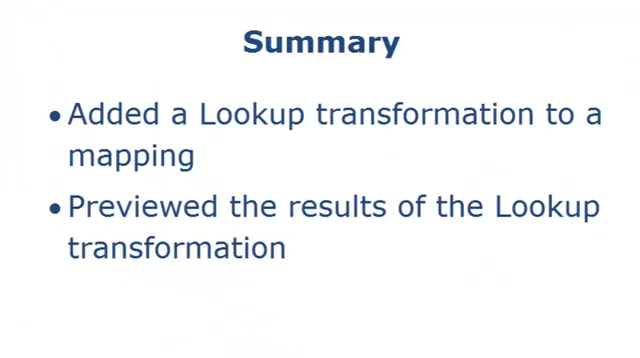 Summary
• Added a Lookup transformation to a
mapping
• Previewed the results of the Lookup
transformation